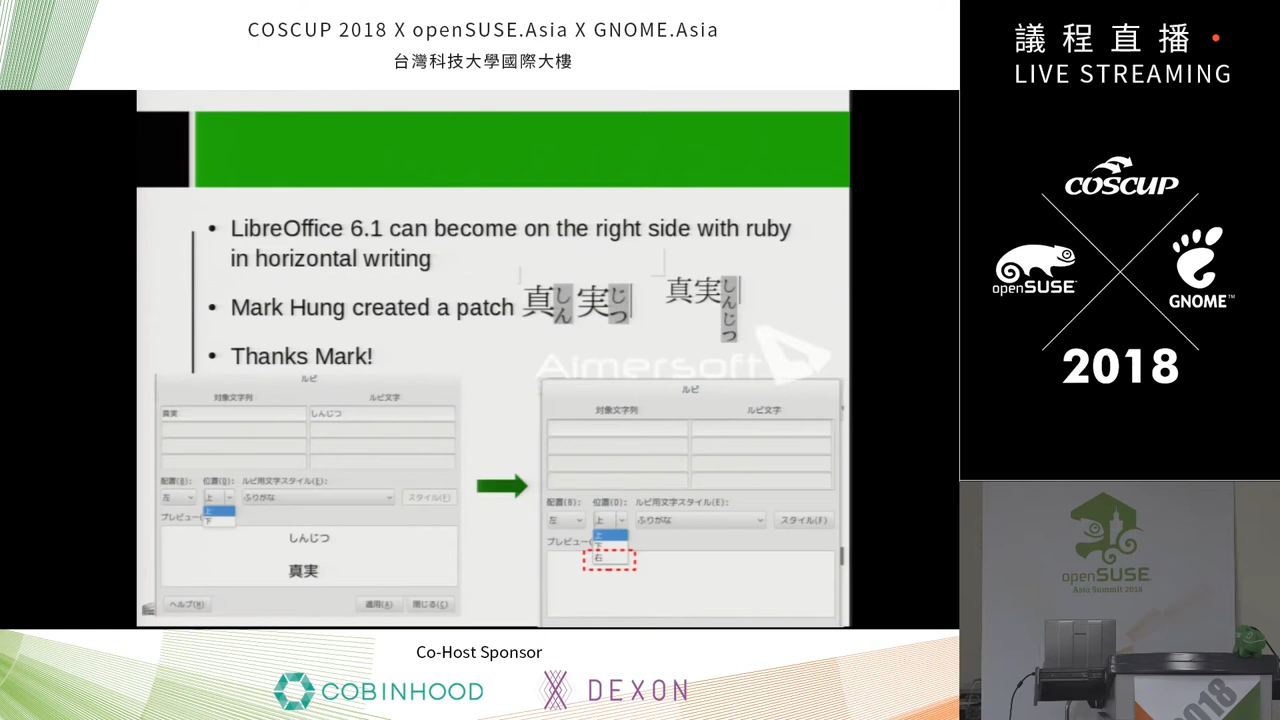 COSCUP 2018 X openSUSE.Asia X GNOME.Asia
台灣科技大學國際大樓
議程直播
LIVE STREAMING
COSCUP
openSUSE
GNOME™
2018
• LibreOffice 6.1 can become on the right side with ruby
in horizontal writing
• Mark Hung created a patch
真しん実じつ
真実しんじつ
• Thanks Mark!
Aimersoft
ルビ
対象文字列 ルビ文字
真実 しんじつ
配置(B): 位置(D): ルビ用文字スタイル(E):
左 上 ふりがな スタイル(F)
上
下
プレビュー
しんじつ
真実
ヘルプ(H) 適用(A) 閉じる(C)
ルビ
対象文字列 ルビ文字
配置(B): 位置(D): ルビ用文字スタイル(E):
左 上 ふりがな スタイル(F)
上
下
右
プレビュー(
openSUSE
Asia Summit 2018
2018
Co-Host Sponsor
COBINHOOD
DEXON